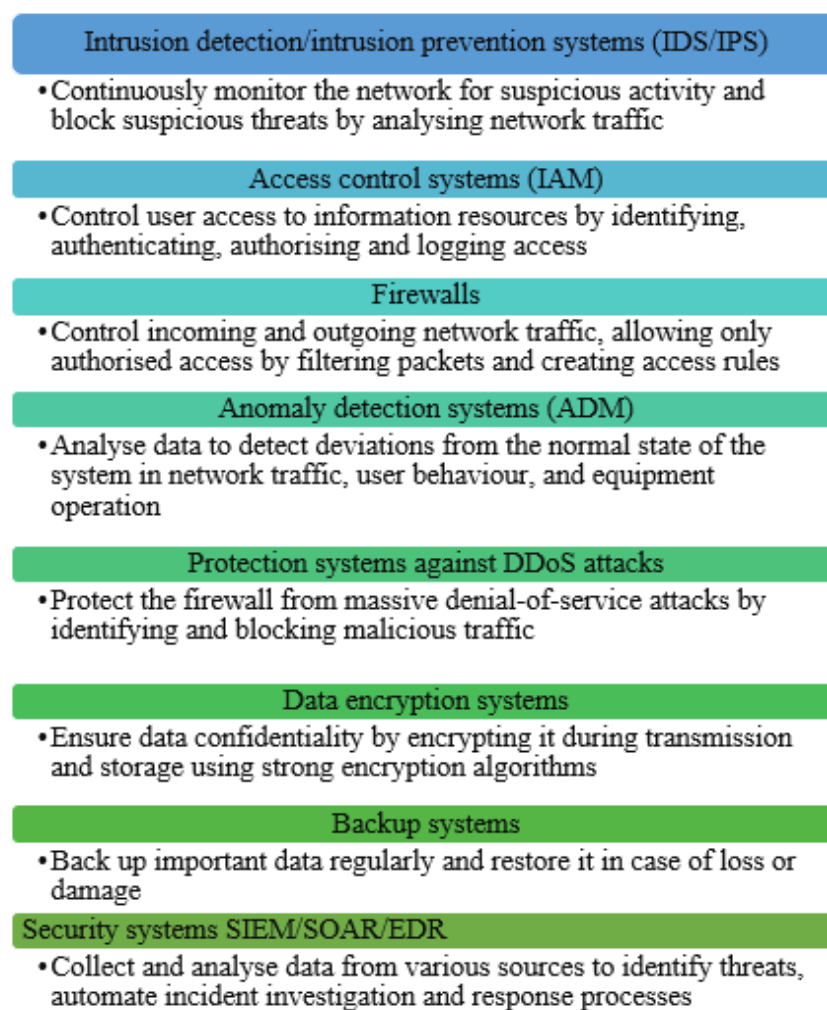 Intrusion detection/intrusion prevention systems (IDS/IPS)
•Continuously monitor the network for suspicious activity and
block suspicious threats by analysing network traffic
Access control systems (IAM)
•Control user access to information resources by identifying,
authenticating, authorising and logging access
Firewalls
•Control incoming and outgoing network traffic, allowing only
authorised access by filtering packets and creating access rules
Anomaly detection systems (ADM)
•Analyse data to detect deviations from the normal state of the
system in network traffic, user behaviour, and equipment
operation
Protection systems against DDoS attacks
•Protect the firewall from massive denial-of-service attacks by
identifying and blocking malicious traffic
Data encryption systems
•Ensure data confidentiality by encrypting it during transmission
and storage using strong encryption algorithms
Backup systems
•Back up important data regularly and restore it in case of loss or
damage
Security systems SIEM/SOAR/EDR
•Collect and analyse data from various sources to identify threats,
automate incident investigation and response processes